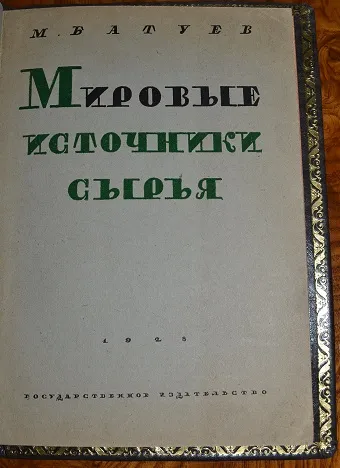 М. БАТУЕВ
МИРОВЫЕ
ИСТОЧНИКИ
СЫРЬЯ
ГОСУДАРСТВЕННОЕ ИЗДАТЕЛЬСТВО